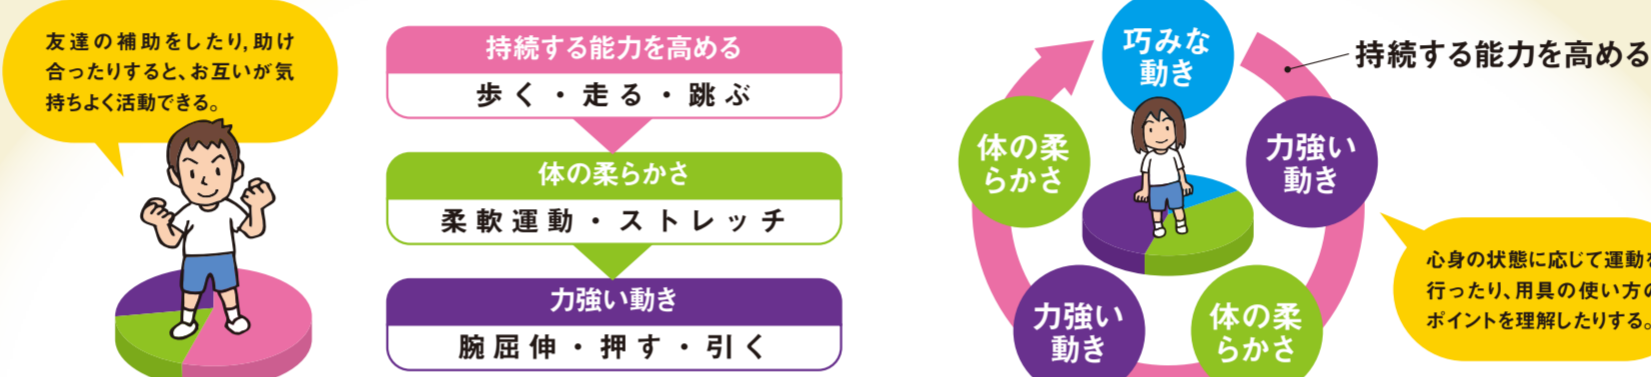 友達の補助をしたり,助け
合ったりすると、お互いが気
持ちよく活動できる。
持続する能力を高める
歩く・走る・跳ぶ
体の柔らかさ
柔軟運動・ストレッチ
力強い動き
腕屈伸・押す・引く
巧みな
動き
持続する能力を高める
体の柔
らかさ
力強い
動き
力強い
動き
体の柔
らかさ
心身の状態に応じて運動を
行ったり、用具の使い方の
ポイントを理解したりする。